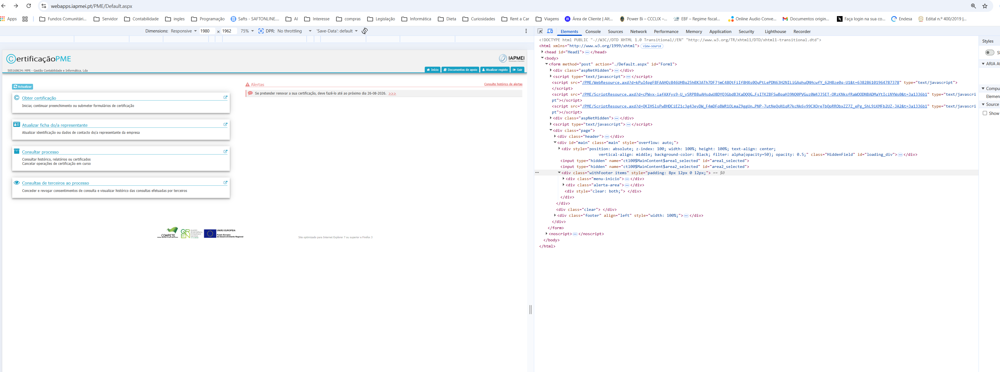 webapps.iapmei.pt/PME/Default.aspx
Apps Fundos Comunitári... Servidor Contabilidade ingles Programação Safts - SAFTONLINE.... AI Interesse compras Legislação Informática Dieta Curiosidades Rent a Car Viagens Área de Cliente | Alt... Power Bi – CCCLIX –... EBF – Regime fiscal... Online Audio Conve... Documentos origin... Faça login na sua co... Endesa Edital n.º 400/2019 |...
Dimensions: Responsive 1980 x 1962 75% DPR: No throttling 'Save-Data': default
CertificaçãoPME
IAPMEI
505168634: MPR - Gestão Contabilidade e Informática. Lda
Início Documentos de apoio Atualizar registo Sair
Actualizar
Obter certificação
Iniciar, continuar preenchimento ou submeter formulários de certificação
Atualizar ficha do/a representante
Atualizar identificação ou dados de contacto do/a representante da empresa
Consultar processo
Consultar histórico, relatórios ou certificados
Cancelar operações de certificação em curso
Consultas de terceiros ao processo
Conceder e revogar consentimentos de consulta e visualizar histórico das consultas efetuadas por terceiros
Alertas
Consulte histórico de alertas
Se pretender renovar a sua certificação, deve fazê-lo até ao próximo dia 26-08-2026. >>>
COMPETE
QREN
QUADRO
DE REFERÊNCIA
ESTRATÉGICO
NACIONAL
UNIÃO EUROPEIA
Fundo Europeu
de Desenvolvimento Regional
Site optimizado para Internet Explorer 7 ou superior e Firefox 3
Elements Console Sources Network Performance Memory Application Security Lighthouse Recorder
<!DOCTYPE html PUBLIC "-//W3C//DTD XHTML 1.0 Transitional//EN" "http://www.w3.org/TR/xhtml1/DTD/xhtml1-transitional.dtd">
<html xmlns="http://www.w3.org/1999/xhtml"> view-source
<head id="Head1"> … </head>
<body>
<form method="post" action="./Default.aspx" id="Form1">
<div class="aspNetHidden"> … </div>
<script type="text/javascript"> … </script>
<script src="/PME/WebResource.axd?d=kPuI4pgF8FAAHQz846UHBq25h0X3ATh7DF7jmC48QtFiIf8HXs0QuPtLePDN63H2NILiGAqhuQNHcwfY_62H8ze0q-U1&t=638286101964787378" type="text/javascript">
</script>
<script src="/PME/ScriptResource.axd?d=cPWvx-iafAXfys9-U_ySRPB8uAHsdwU8DYQ3GbdBJKaDQQG…FsITKZBFSwBpaH39NQ0PVGuz0W4JJ5ET-ORzKNksfRaWOODNBADMaYtIciNYWs0&t=3a1336b1" type="text/javascri
pt"></script>
<script src="/PME/ScriptResource.axd?d=QKIHSlsPwBHDCiEZ1c3g43eyDW_F4mDFqBWR1OLmaZ9ggUn…PNP-7utNeQoN1qR7kcNk6v99CXOreTbQpRRObxZZ7Z_ePg_ShL9iKMFb2UZ-JA2&t=3a1336b1" type="text/javascri
pt"></script>
<div class="aspNetHidden"> … </div>
<script type="text/javascript"> … </script>
<div class="page">
<div class="header"> … </div>
<div id="main" class="main" style="overflow: auto;">
<div style="position: absolute; z-index: 100; width: 100%; height: 100%; text-align: center;
vertical-align: middle; background-color: Black; filter: alpha(opacity=50); opacity: 0.5;" class="HiddenField" id="loading_div"> … </div>
<input type="hidden" name="ctl00$MainContent$area1_selected" id="area1_selected">
<input type="hidden" name="ctl00$MainContent$area2_selected" id="area2_selected">
<div class="withFooter items" style="padding: 8px 12px 0 12px;"> == $0
<div class="menu-inicio"> … </div>
<div class="alerta-area"> … </div>
<div style="clear: both;"> </div>
</div>
</div>
<div class="clear"> </div>
<div class="footer" align="left" style="width: 100%;"> … </div>
</div>
</form>
<noscript> … </noscript>
</body>
</html>
Styles
ARIA At
Compu
Elemen
Source
Show